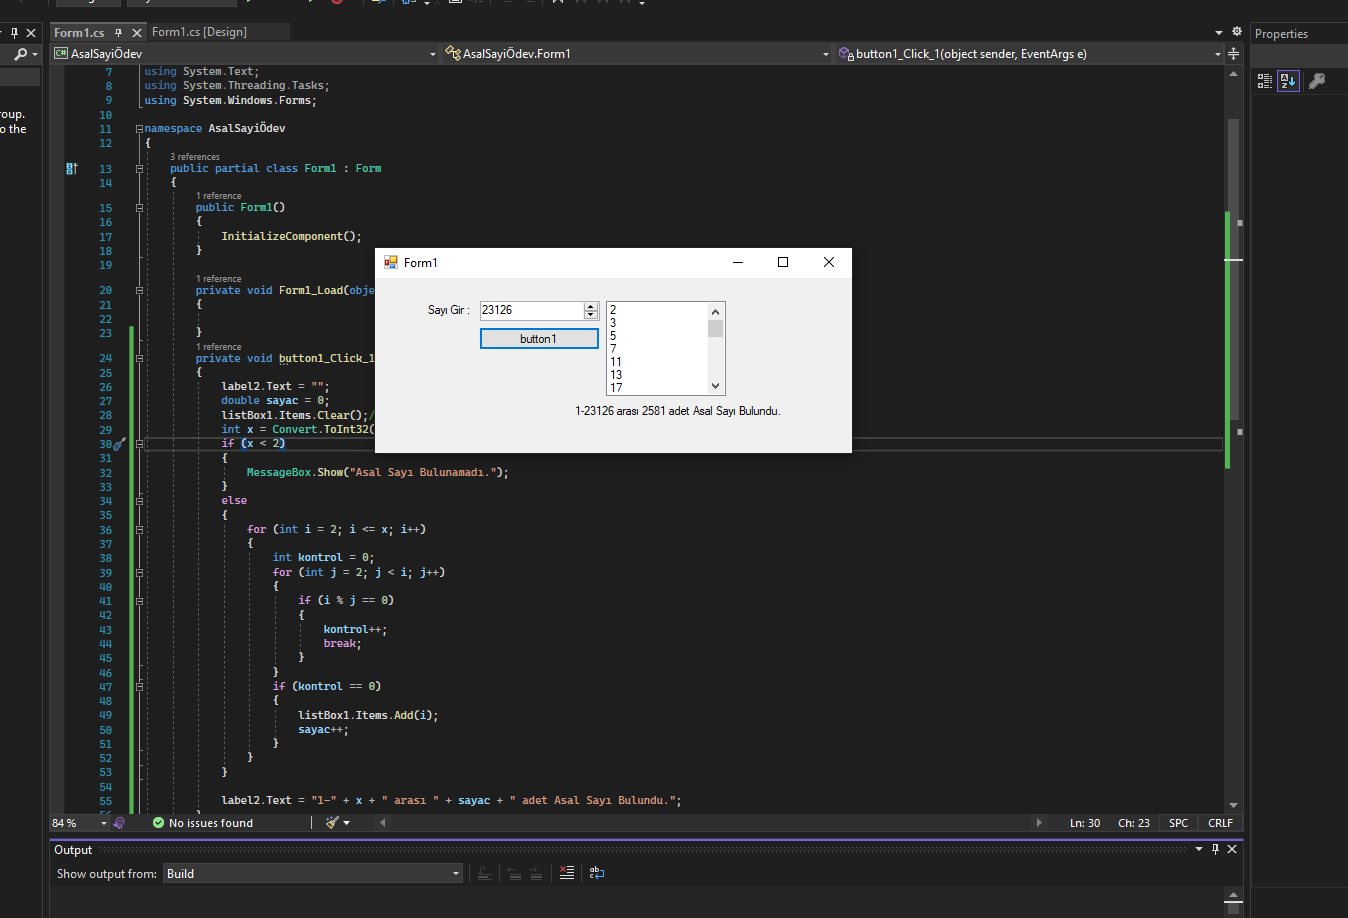 Form1.cs
Form1.cs [Design]
Properties
AsalSayiÖdev
AsalSayiÖdev.Form1
button1_Click_1(object sender, EventArgs e)
oup.
o the
7 using System.Text;
8 using System.Threading.Tasks;
9 using System.Windows.Forms;
10
11 namespace AsalSayiÖdev
12 {
3 references
13 public partial class Form1 : Form
14 {
1 reference
15 public Form1()
16 {
17 InitializeComponent();
18 }
19
1 reference
20 private void Form1_Load(obje
21 {
22
23 }
1 reference
24 private void button1_Click_1
25 {
26 label2.Text = "";
27 double sayac = 0;
28 listBox1.Items.Clear();/
29 int x = Convert.ToInt32(
30 if (x < 2)
31 {
32 MessageBox.Show("Asal Sayı Bulunamadı.");
33 }
34 else
35 {
36 for (int i = 2; i <= x; i++)
37 {
38 int kontrol = 0;
39 for (int j = 2; j < i; j++)
40 {
41 if (i % j == 0)
42 {
43 kontrol++;
44 break;
45 }
46 }
47 if (kontrol == 0)
48 {
49 listBox1.Items.Add(i);
50 sayac++;
51 }
52 }
53 }
54
55 label2.Text = "1-" + x + " arası " + sayac + " adet Asal Sayı Bulundu.";
Form1
Sayı Gir :
23126
button1
2
3
5
7
11
13
17
1-23126 arası 2581 adet Asal Sayı Bulundu.
84 %
No issues found
Ln: 30
Ch: 23
SPC
CRLF
Output
Show output from:
Build